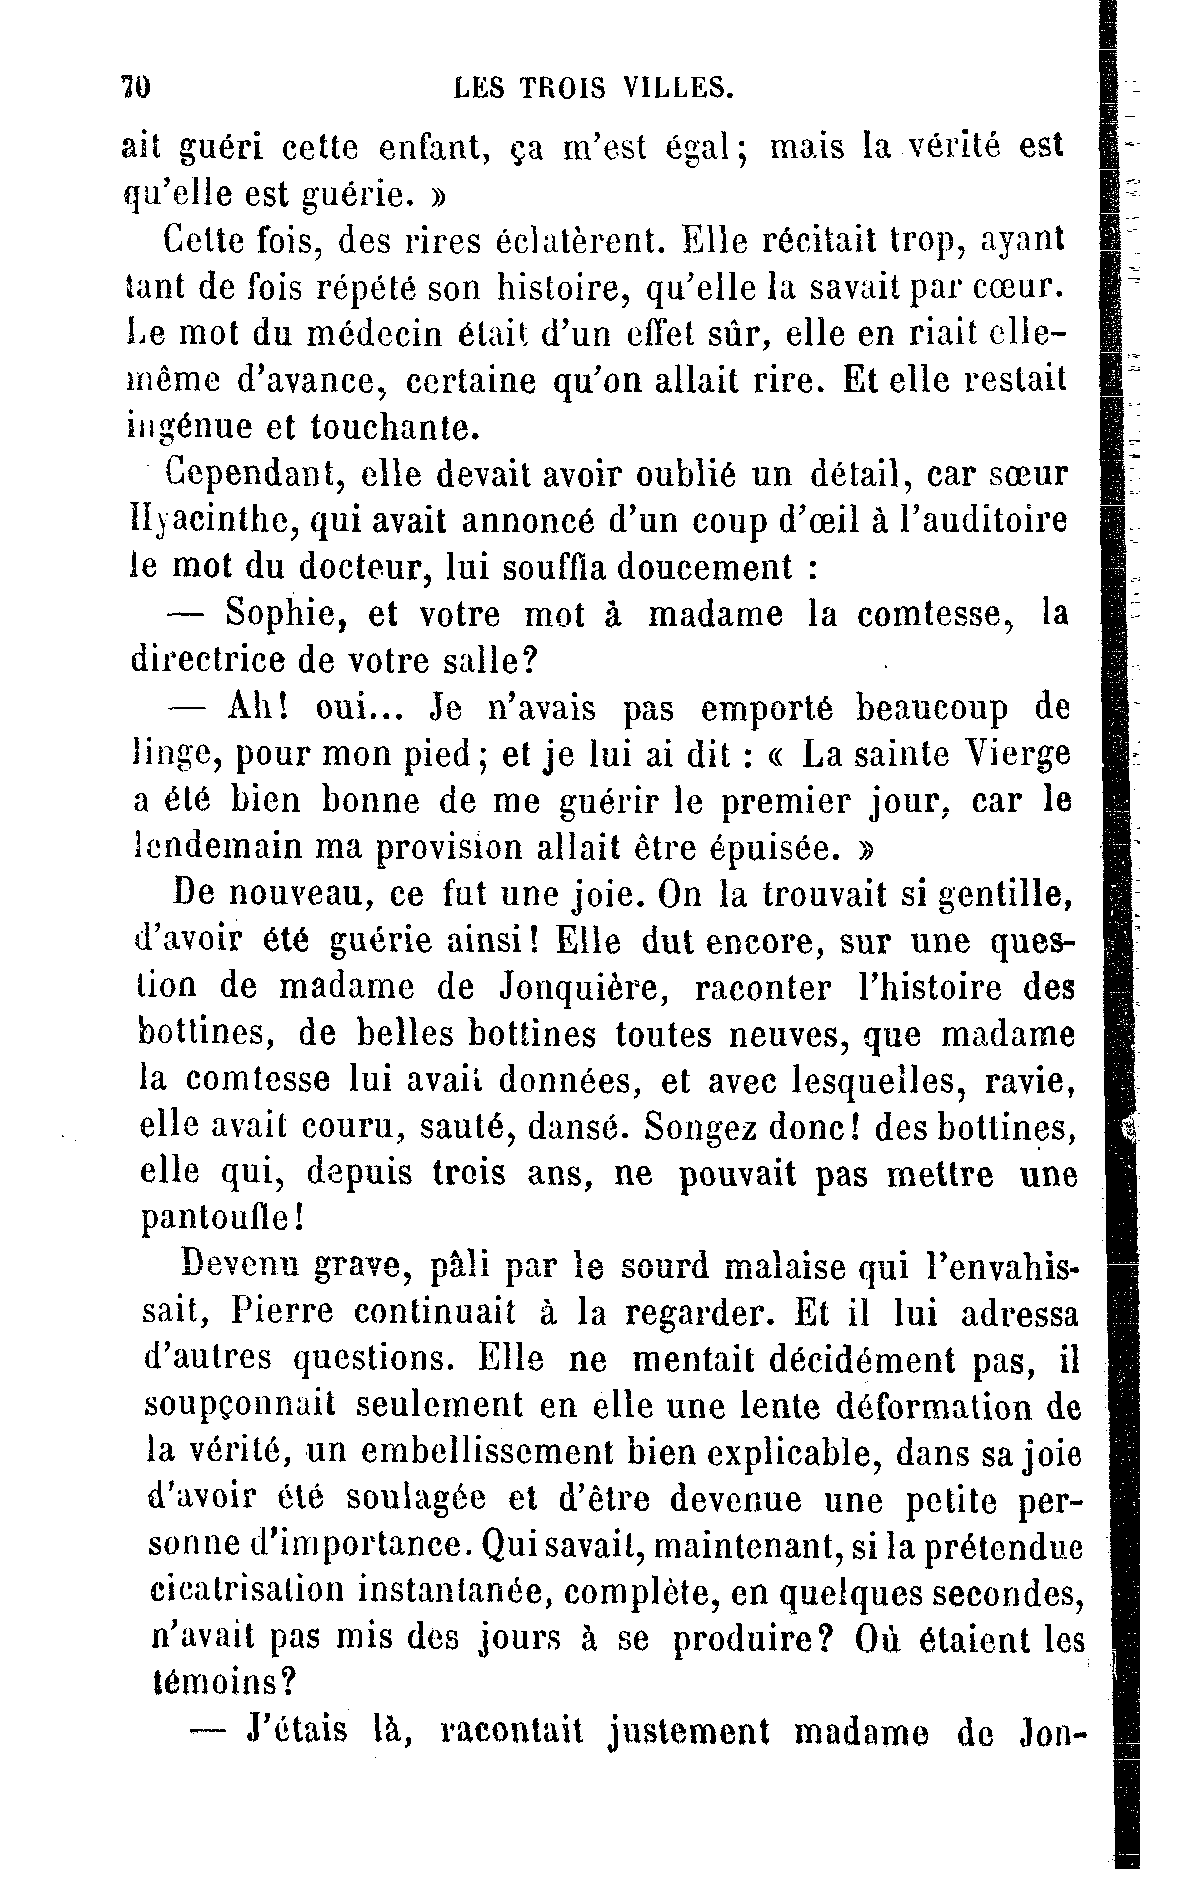 70 LES TROIS VILLES.
ait guéri cette enfant, ça m'est égal; mais la vérité est
qu'elle est guérie. »
Cette fois, des rires éclatèrent. Elle récitait trop, ayant
tant de fois répété son histoire, qu'elle la savait par cœur.
Le mot du médecin était d'un effet sûr, elle en riait elle-
même d'avance, certaine qu'on allait rire. Et elle restait
ingénue et touchante.
Cependant, elle devait avoir oublié un détail, car sœur
Hyacinthe, qui avait annoncé d'un coup d'œil à l'auditoire
le mot du docteur, lui souffla doucement :
— Sophie, et votre mot à madame la comtesse, la
directrice de votre salle?
— Ah! oui... Je n'avais pas emporté beaucoup de
linge, pour mon pied; et je lui ai dit : « La sainte Vierge
a été bien bonne de me guérir le premier jour, car le
lendemain ma provision allait être épuisée. »
De nouveau, ce fut une joie. On la trouvait si gentille,
d'avoir été guérie ainsi! Elle dut encore, sur une ques-
tion de madame de Jonquière, raconter l'histoire des
bottines, de belles bottines toutes neuves, que madame
la comtesse lui avait données, et avec lesquelles, ravie,
elle avait couru, sauté, dansé. Songez donc! des bottines,
elle qui, depuis trois ans, ne pouvait pas mettre une
pantoufle!
Devenu grave, pâli par le sourd malaise qui l'envahis-
sait, Pierre continuait à la regarder. Et il lui adressa
d'autres questions. Elle ne mentait décidément pas, il
soupçonnait seulement en elle une lente déformation de
la vérité, un embellissement bien explicable, dans sa joie
d'avoir été soulagée et d'être devenue une petite per-
sonne d'importance. Qui savait, maintenant, si la prétendue
cicatrisation instantanée, complète, en quelques secondes,
n'avait pas mis des jours à se produire? Où étaient les
témoins?
— J'étais là, racontait justement madame de Jon-